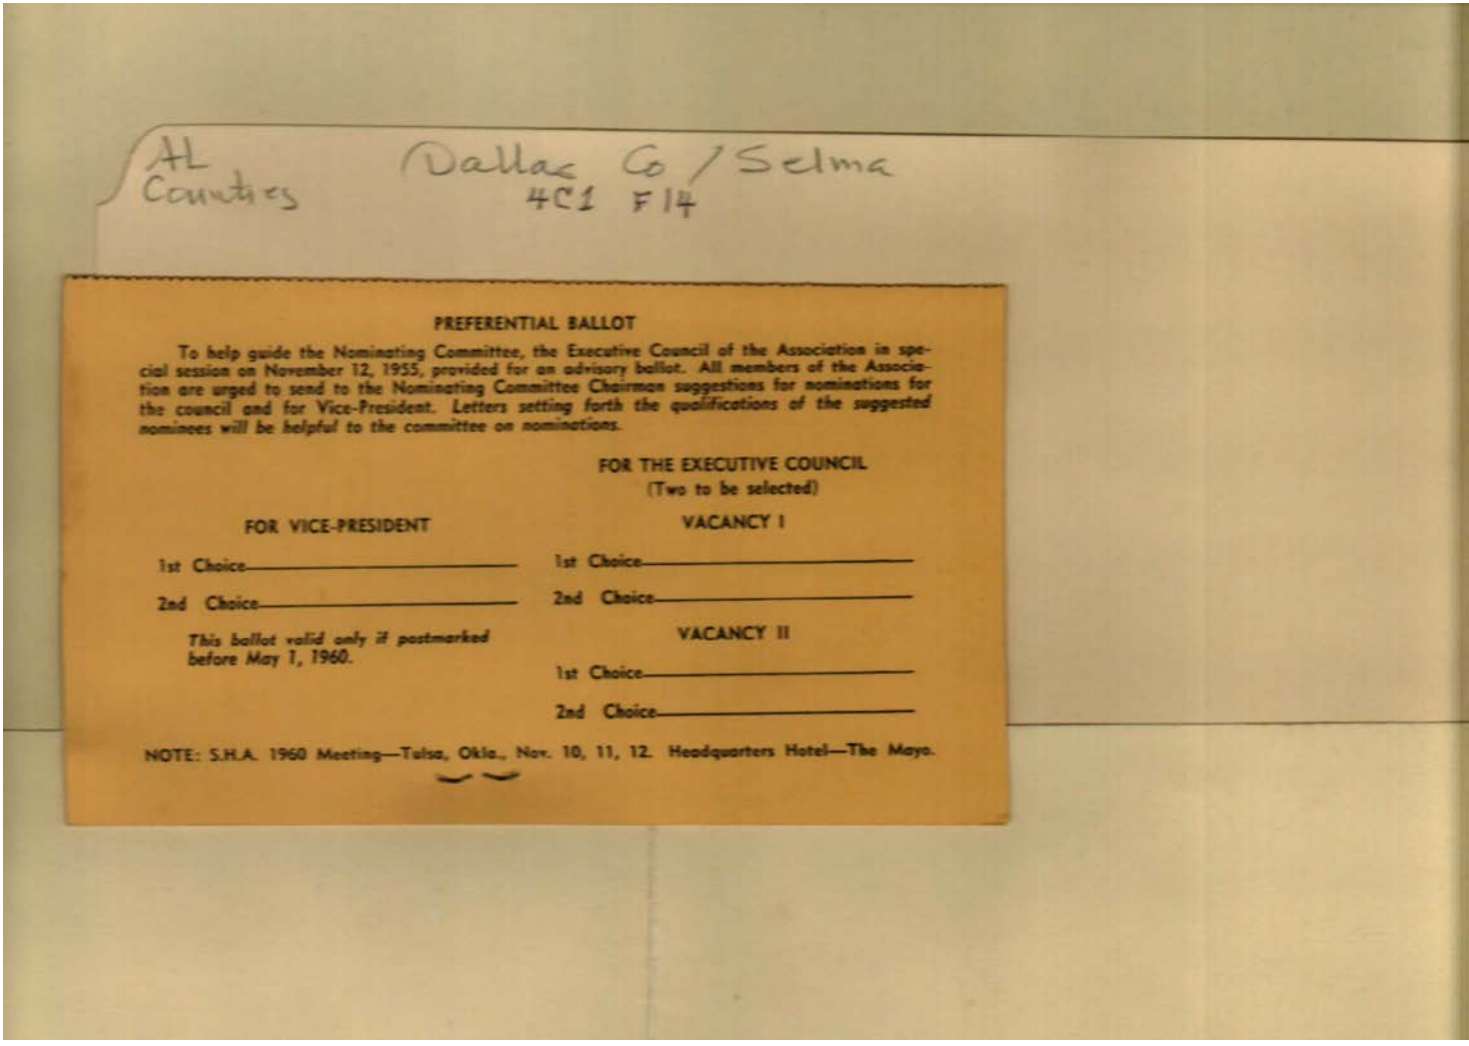 AL
Counties
Dallas Co / Selma
4C1 F14
PREFERENTIAL BALLOT
To help guide the Nominating Committee, the Executive Council of the Association in spe-
cial session on November 12, 1955, provided for an advisory ballot. All members of the Associa-
tion are urged to send to the Nominating Committee Chairman suggestions for nominations for
the council and for Vice-President. Letters setting forth the qualifications of the suggested
nominees will be helpful to the committee on nominations.
FOR VICE-PRESIDENT
1st Choice
2nd Choice
This ballot valid only if postmarked
before May 1, 1960.
FOR THE EXECUTIVE COUNCIL
(Two to be selected)
VACANCY I
1st Choice
2nd Choice
VACANCY II
1st Choice
2nd Choice
NOTE: S.H.A. 1960 Meeting—Tulsa, Okla., Nov. 10, 11, 12. Headquarters Hotel—The Mayo.